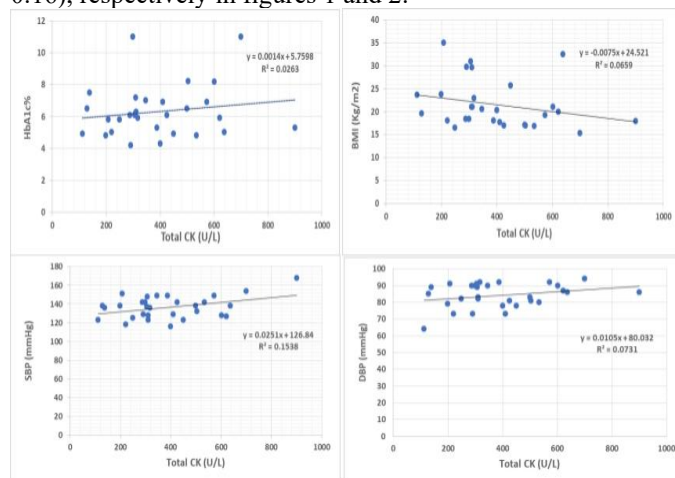 0.16), respectively in figures 1 and 2.
12
10
8
6
4
2
0
HbA1c%
y = 0.0014x + 5.7598
R² = 0.0263
0 200 400 600 800 1000
Total CK (U/L)
40
35
30
25
20
15
10
5
0
BMI (Kg/m2)
y = -0.0075x + 24.521
R² = 0.0659
0 200 400 600 800 1000
Total CK (U/L)
180
160
140
120
100
80
60
40
20
0
SBP (mmHg)
y = 0.0251x + 126.84
R² = 0.1538
0 200 400 600 800 1000
Total CK (U/L)
100
90
80
70
60
50
40
30
20
10
0
DBP (mmHg)
y = 0.0105x + 80.032
R² = 0.0731
0 200 400 600 800 1000
Total CK (U/L)